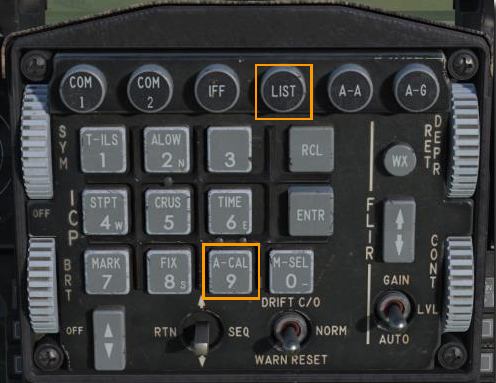 COM
1
COM
2
IFF
LIST
A-A
A-G
SYM
T-ILS
1
ALOW
2 N
3
RCL
WX
RET
DEPR
OFF
ICP
STPT
4 W
CRUS
5
TIME
6 E
ENTR
FLIR
BRT
MARK
7
FIX
8 S
A-CAL
9
M-SEL
0 -
CONT
GAIN
LVL
AUTO
OFF
RTN
SEQ
DRIFT C/O
NORM
WARN RESET